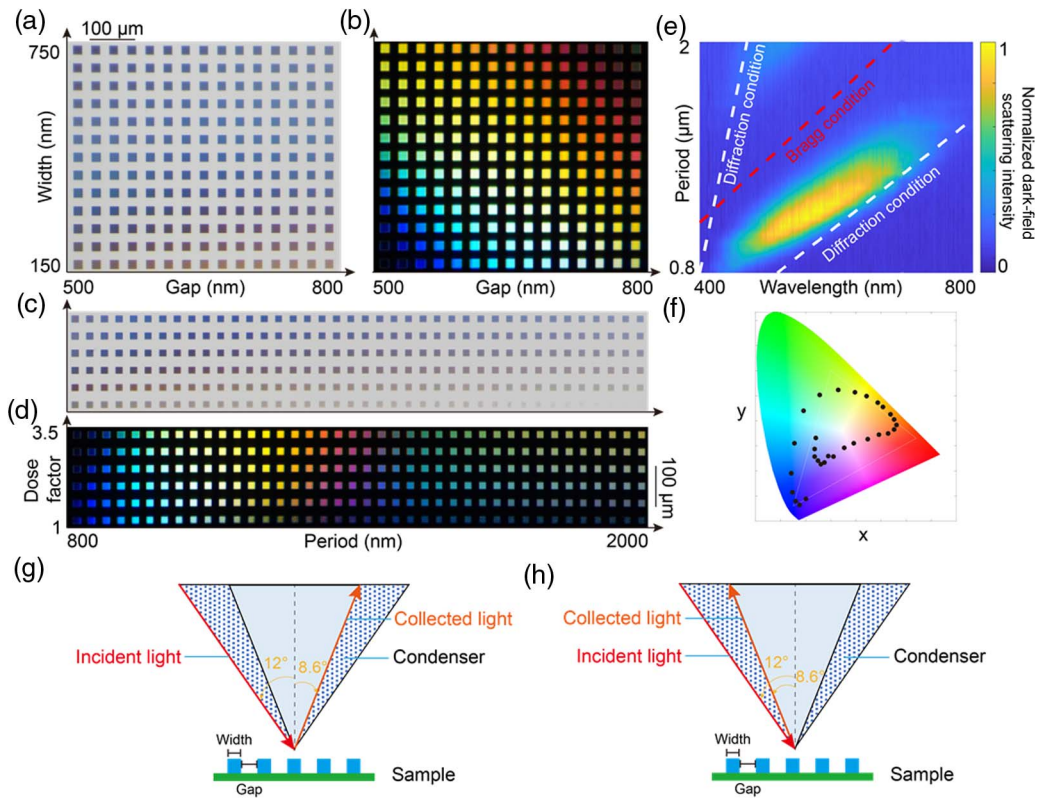 (a)
100 μm
750
Width (nm)
150
500
Gap (nm)
800
(b)
500
Gap (nm)
800
(e)
2
Period (μm)
0.8
400
Wavelength (nm)
800
Diffraction condition
Bragg condition
Diffraction condition
1
0
Normalized dark-field
scattering intensity
(c)
(d)
3.5
Dose
factor
1
800
Period (nm)
2000
100 μm
(f)
y
x
(g)
Incident light
12°
8.6°
Collected light
Condenser
Width
Gap
Sample
(h)
Collected light
Incident light
12°
8.6°
Condenser
Width
Gap
Sample